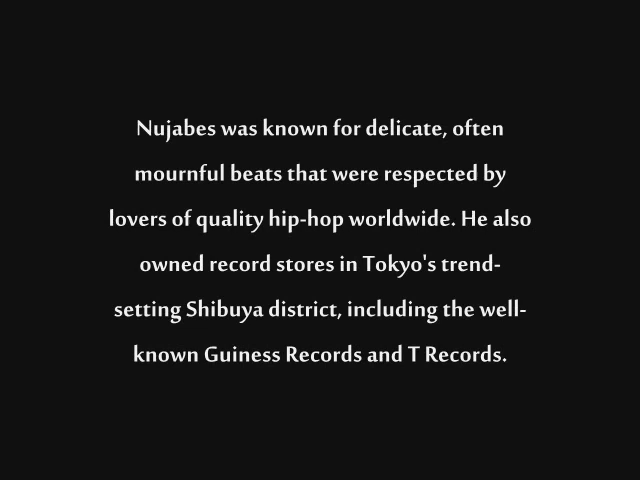 Nujabes was known for delicate, often
mournful beats that were respected by
lovers of quality hip-hop worldwide. He also
owned record stores in Tokyo's trend-
setting Shibuya district, including the well-
known Guiness Records and T Records.